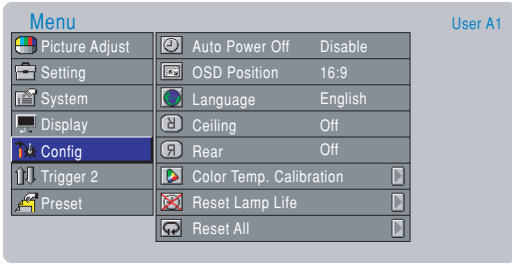 Menu
User A1
Picture Adjust
Setting
System
Display
Config
Trigger 2
Preset
Auto Power Off Disable
OSD Position 16:9
Language English
Ceiling Off
Rear Off
Color Temp. Calibration
Reset Lamp Life
Reset All